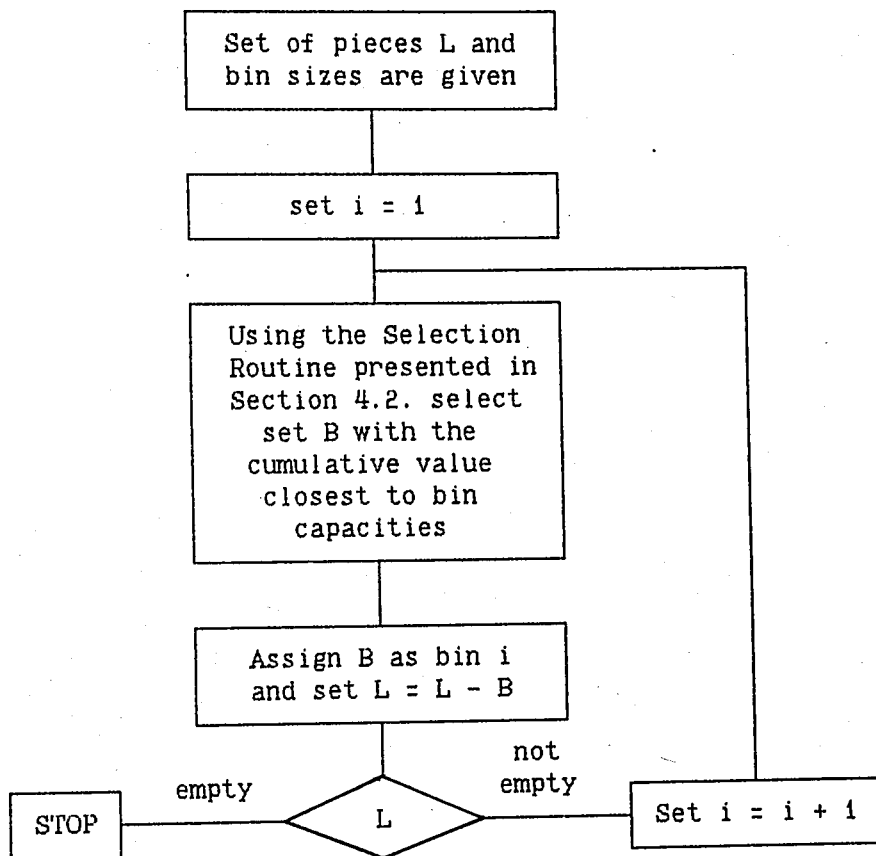 Set of pieces L and
bin sizes are given
set i = 1
Using the Selection
Routine presented in
Section 4.2. select
set B with the
cumulative value
closest to bin
capacities
Assign B as bin i
and set L = L - B
not
empty
empty
STOP
L
Set i = i + 1